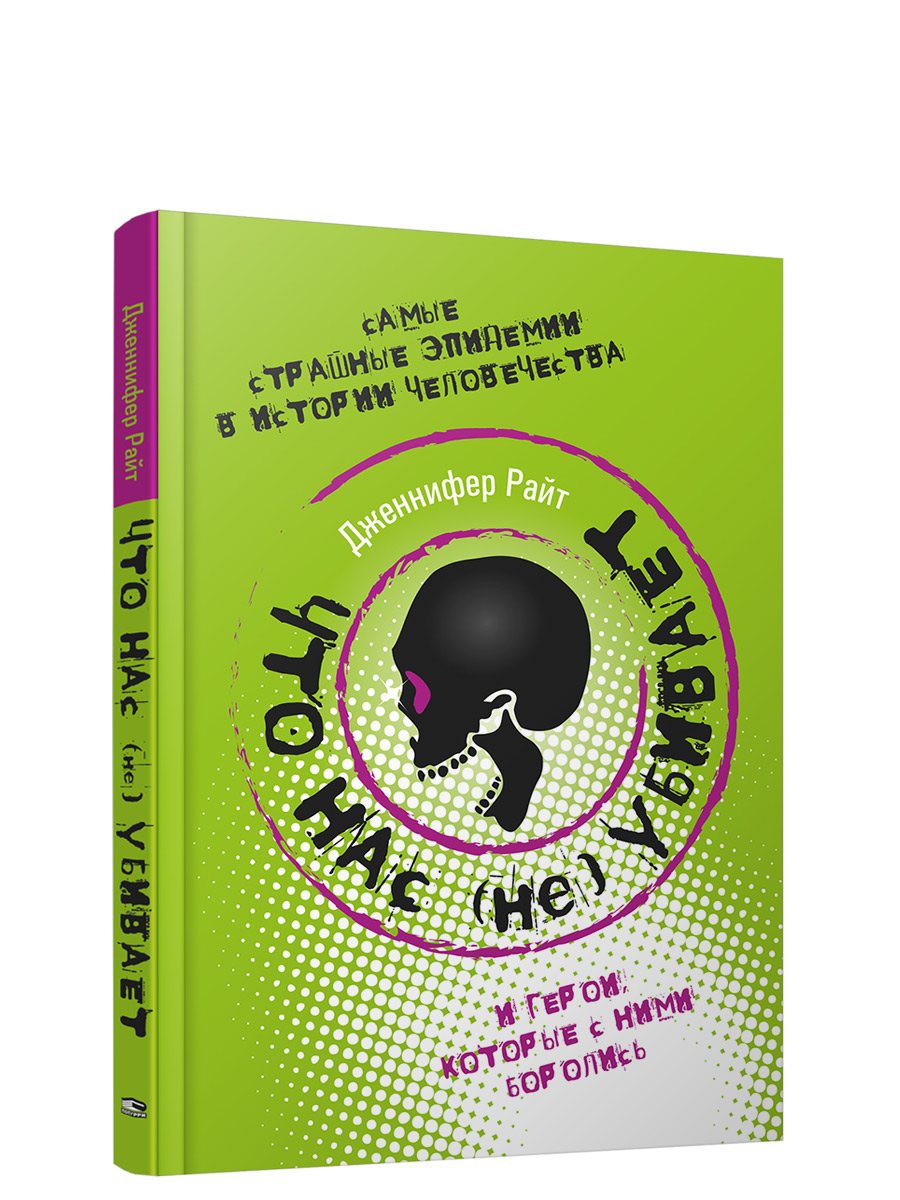 самые
страшные эпидемии
в истории человечества
Дженнифер Райт
что нас (не) убивает
и герои,
которые с ними
боролись
Дженнифер Райт
что нас (не) убивает
попурри